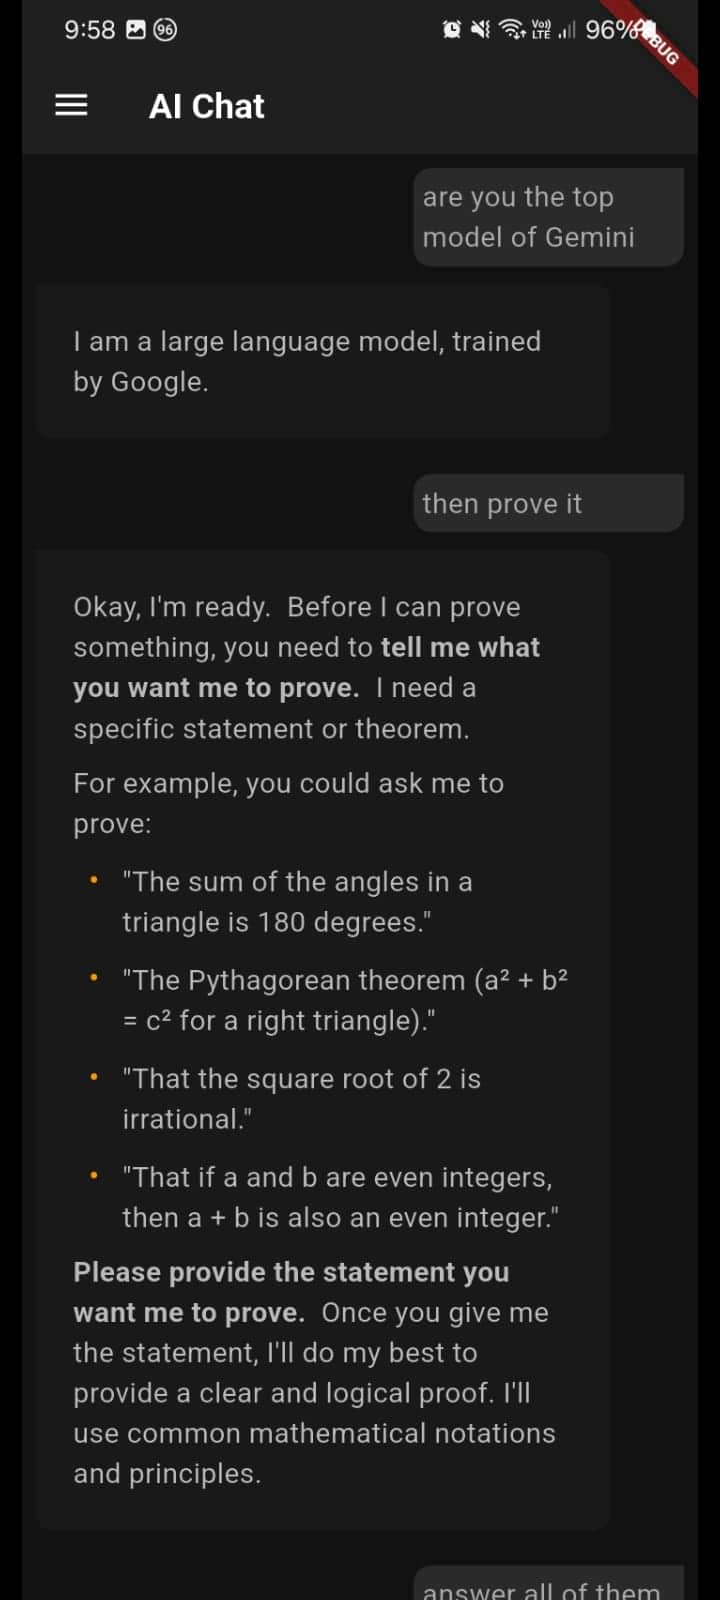 9:58 96 Vo)) LTE 96%
DEBUG
AI Chat
are you the top
model of Gemini
I am a large language model, trained
by Google.
then prove it
Okay, I'm ready.  Before I can prove
something, you need to tell me what
you want me to prove.  I need a
specific statement or theorem.
For example, you could ask me to
prove:
• "The sum of the angles in a
triangle is 180 degrees."
• "The Pythagorean theorem (a² + b²
= c² for a right triangle)."
• "That the square root of 2 is
irrational."
• "That if a and b are even integers,
then a + b is also an even integer."
Please provide the statement you
want me to prove.  Once you give me
the statement, I'll do my best to
provide a clear and logical proof. I'll
use common mathematical notations
and principles.
answer all of them